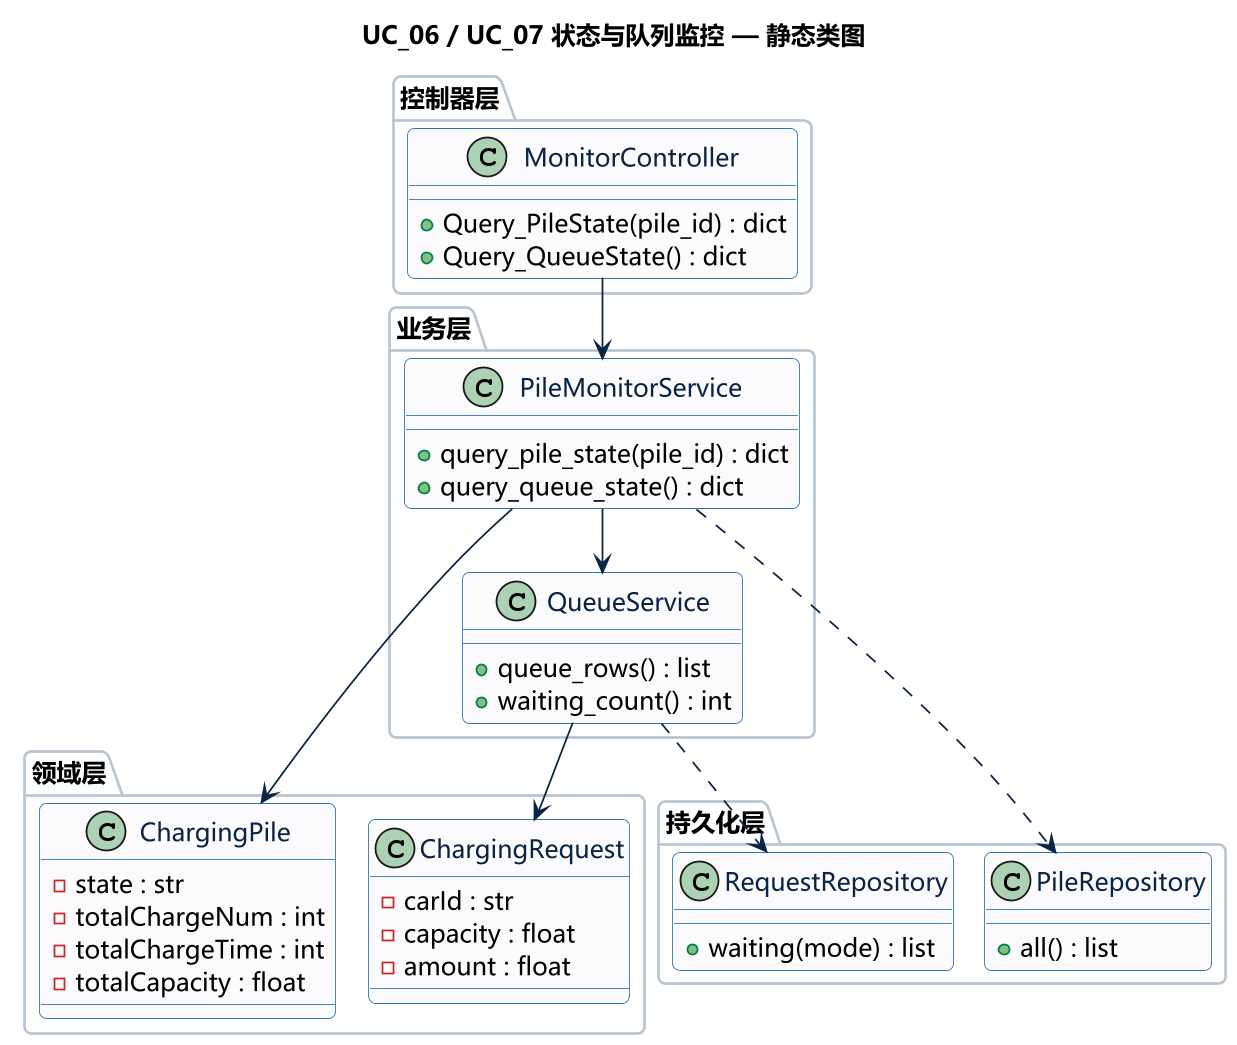 UC_06 / UC_07 状态与队列监控 — 静态类图
控制器层
C MonitorController
Query_PileState(pile_id) : dict
Query_QueueState() : dict
业务层
C PileMonitorService
query_pile_state(pile_id) : dict
query_queue_state() : dict
C QueueService
queue_rows() : list
waiting_count() : int
领域层
C ChargingPile
state : str
totalChargeNum : int
totalChargeTime : int
totalCapacity : float
C ChargingRequest
carId : str
capacity : float
amount : float
持久化层
C RequestRepository
waiting(mode) : list
C PileRepository
all() : list